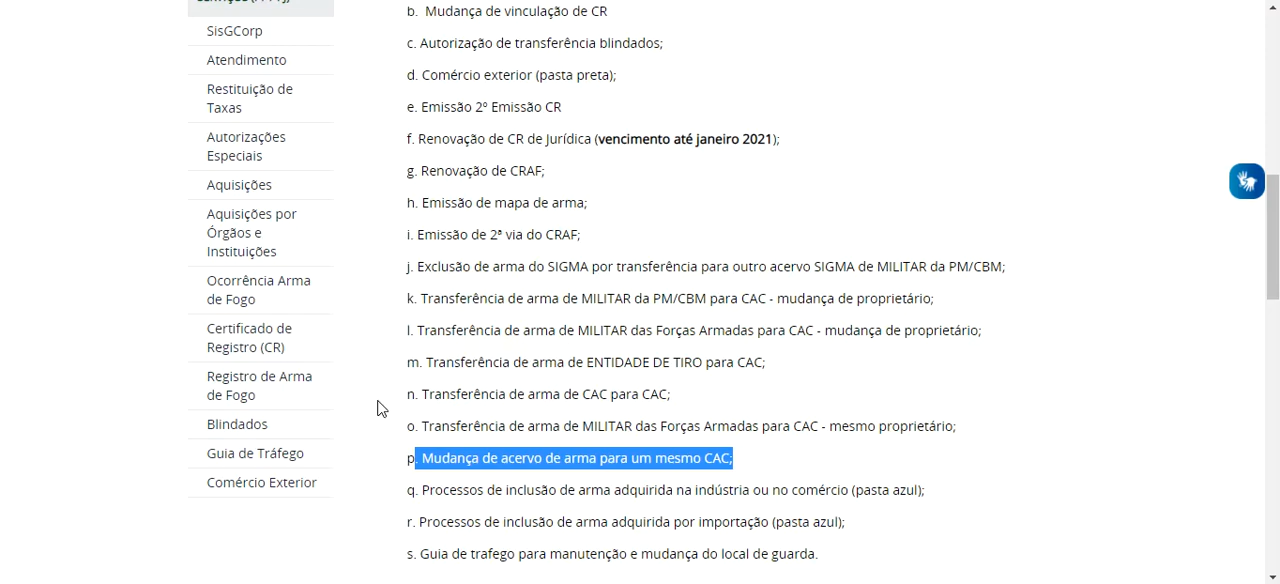 SisGCorp
Atendimento
Restituição de
Taxas
Autorizações
Especiais
Aquisições
Aquisições por
Órgãos e
Instituições
Ocorrência Arma
de Fogo
Certificado de
Registro (CR)
Registro de Arma
de Fogo
Blindados
Guia de Tráfego
Comércio Exterior
b.  Mudança de vinculação de CR
c. Autorização de transferência blindados;
d. Comércio exterior (pasta preta);
e. Emissão 2º Emissão CR
f. Renovação de CR de Jurídica (vencimento até janeiro 2021);
g. Renovação de CRAF;
h. Emissão de mapa de arma;
i. Emissão de 2ª via do CRAF;
j. Exclusão de arma do SIGMA por transferência para outro acervo SIGMA de MILITAR da PM/CBM;
k. Transferência de arma de MILITAR da PM/CBM para CAC - mudança de proprietário;
l. Transferência de arma de MILITAR das Forças Armadas para CAC - mudança de proprietário;
m. Transferência de arma de ENTIDADE DE TIRO para CAC;
n. Transferência de arma de CAC para CAC;
o. Transferência de arma de MILITAR das Forças Armadas para CAC - mesmo proprietário;
p. Mudança de acervo de arma para um mesmo CAC;
q. Processos de inclusão de arma adquirida na indústria ou no comércio (pasta azul);
r. Processos de inclusão de arma adquirida por importação (pasta azul);
s. Guia de trafego para manutenção e mudança do local de guarda.